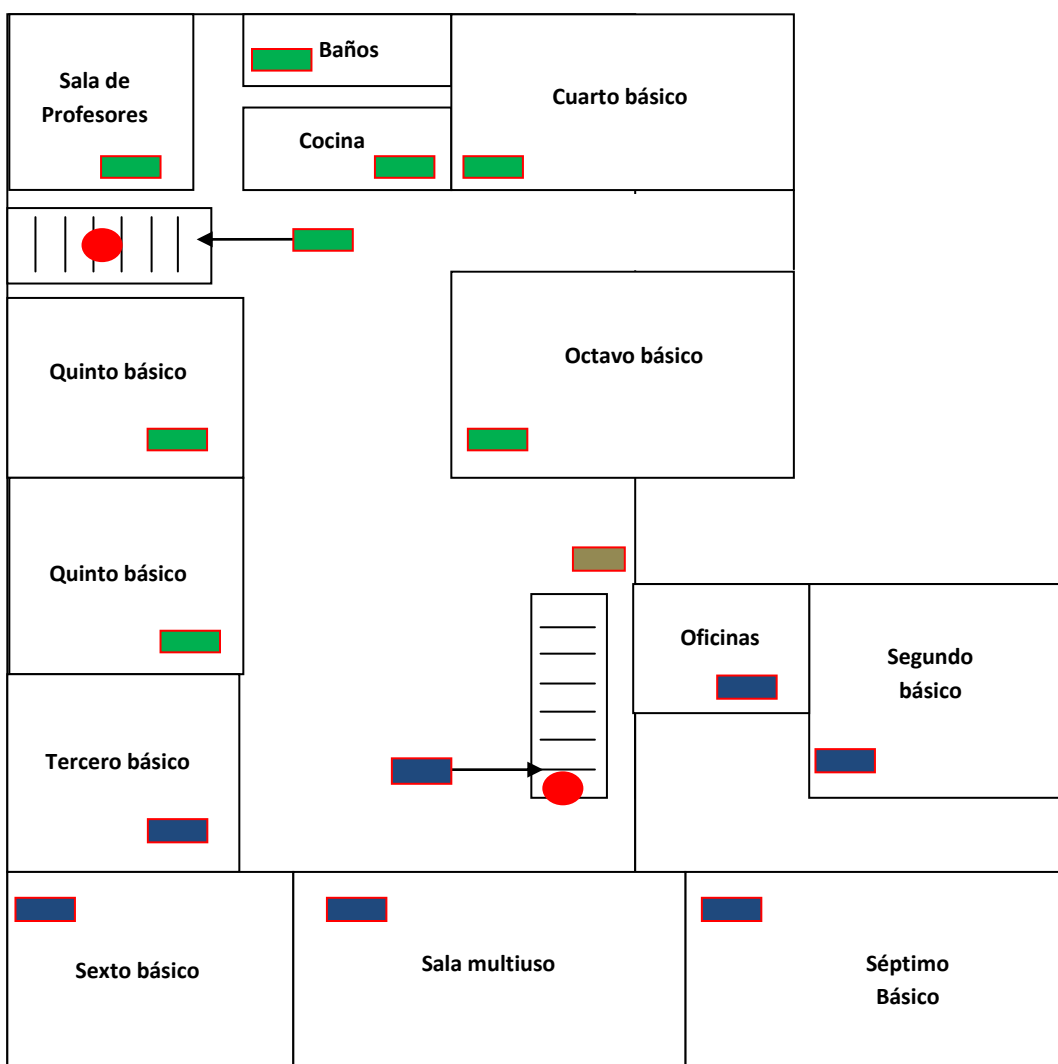 Baños
Sala de
Profesores
Cuarto básico
Cocina
Quinto básico
Octavo básico
Quinto básico
Oficinas
Segundo
básico
Tercero básico
Sexto básico
Sala multiuso
Séptimo
Básico